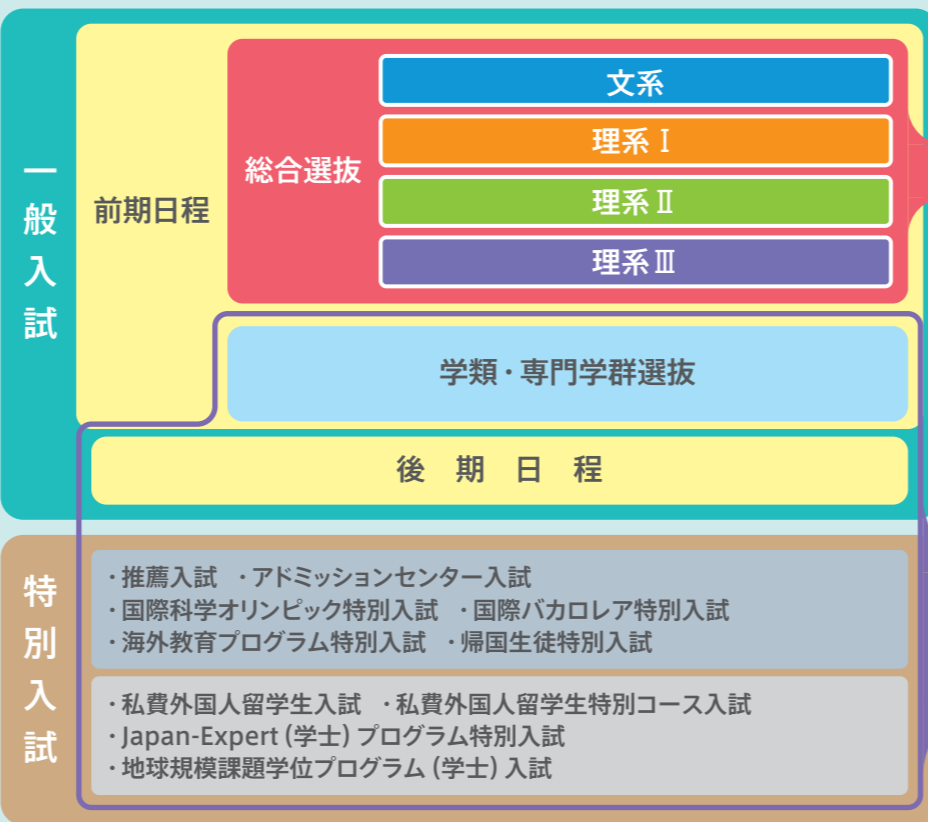 一般入試
前期日程
総合選抜
文系
理系Ⅰ
理系Ⅱ
理系Ⅲ
学類・専門学群選抜
後期日程
特別入試
・推薦入試 ・アドミッションセンター入試
・国際科学オリンピック特別入試 ・国際バカロレア特別入試
・海外教育プログラム特別入試 ・帰国生徒特別入試
・私費外国人留学生入試 ・私費外国人留学生特別コース入試
・Japan-Expert (学士) プログラム特別入試
・地球規模課題学位プログラム (学士) 入試